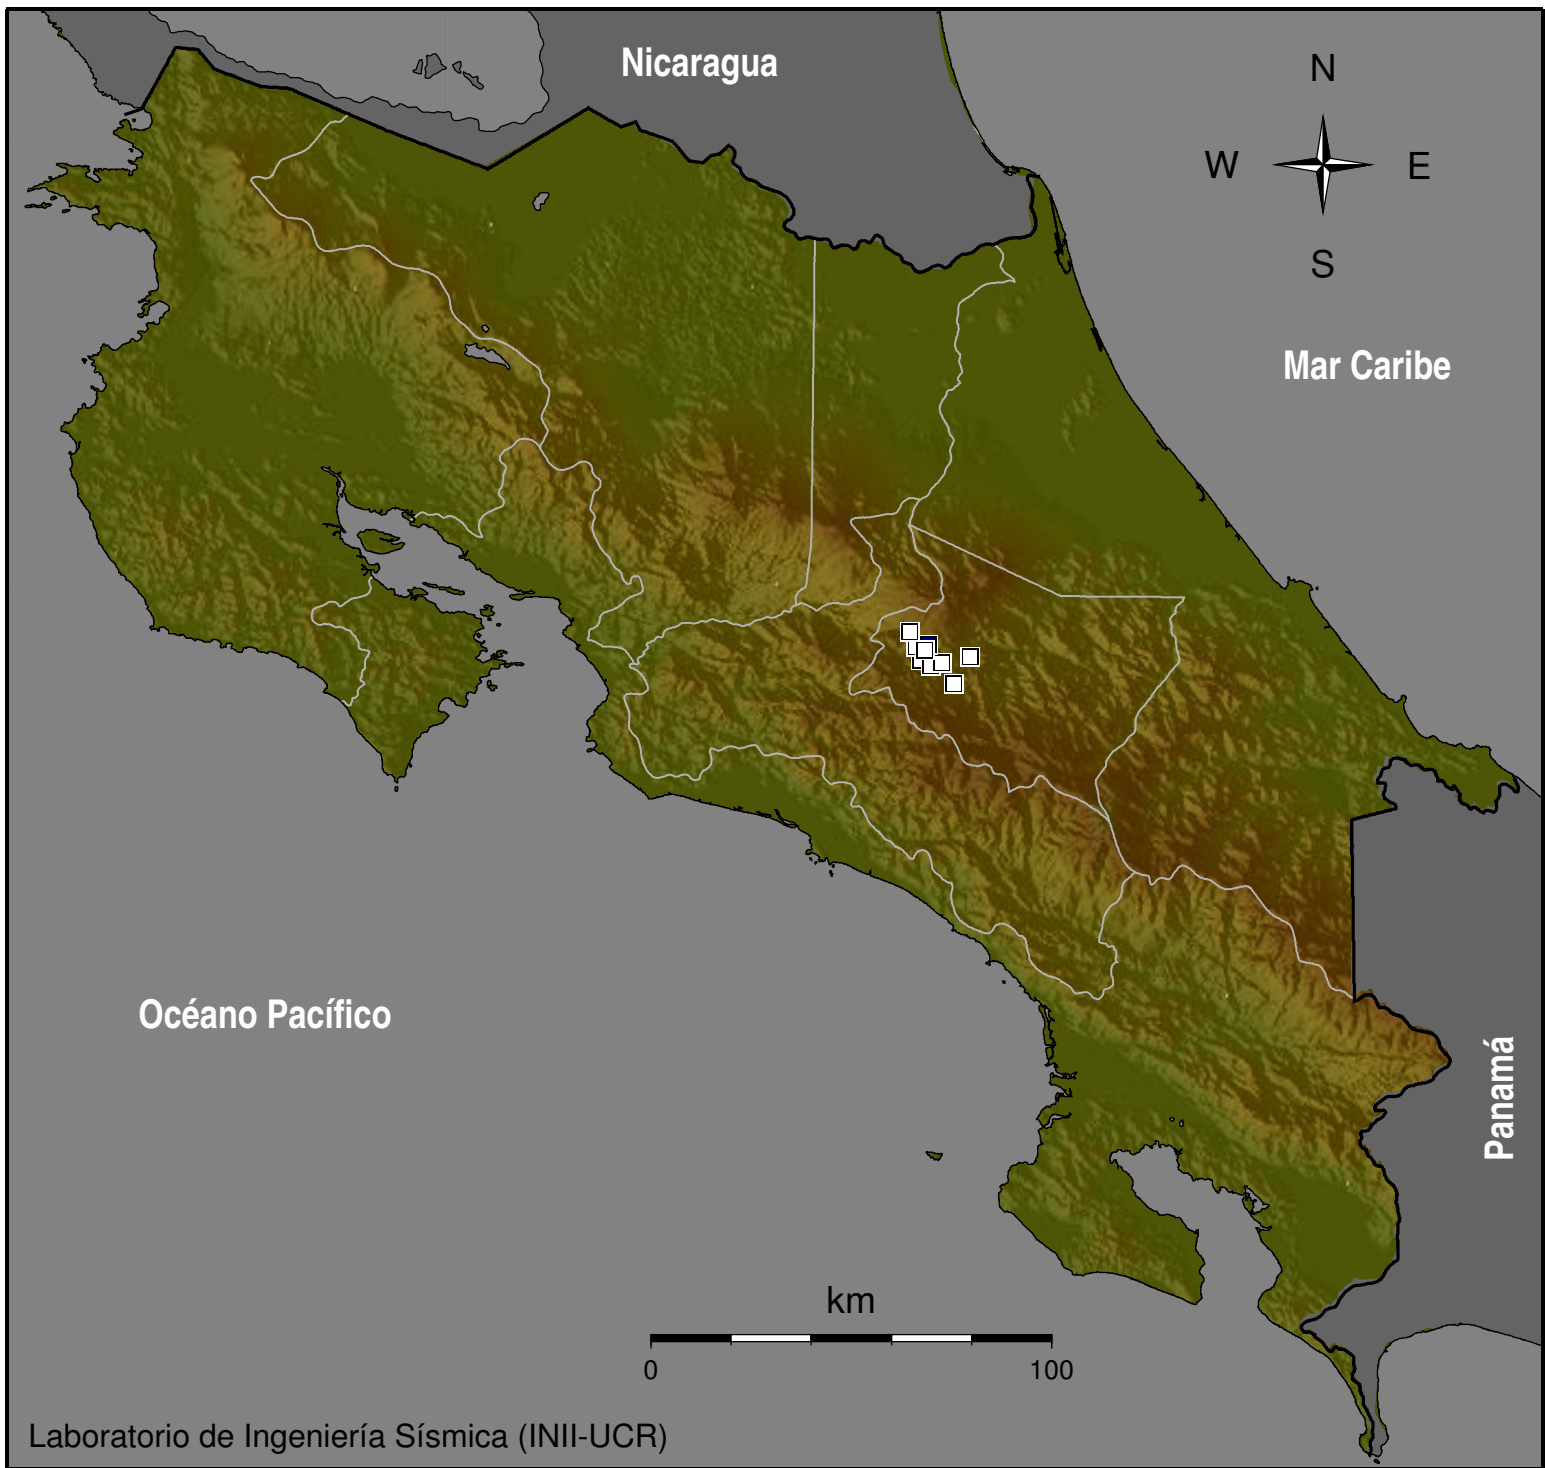 Nicaragua
N
W
E
S
Mar Caribe
Océano Pacífico
Panamá
km
0
100
Laboratorio de Ingeniería Sísmica (INII-UCR)